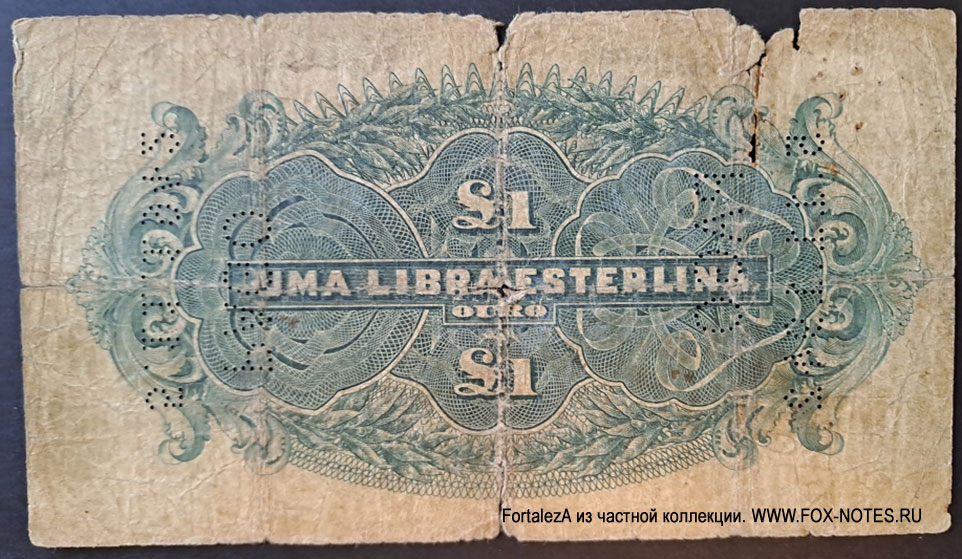 £1
UMA LIBRA ESTERLINA
OURO
£1
FortalezA из частной коллекции. WWW.FOX-NOTES.RU